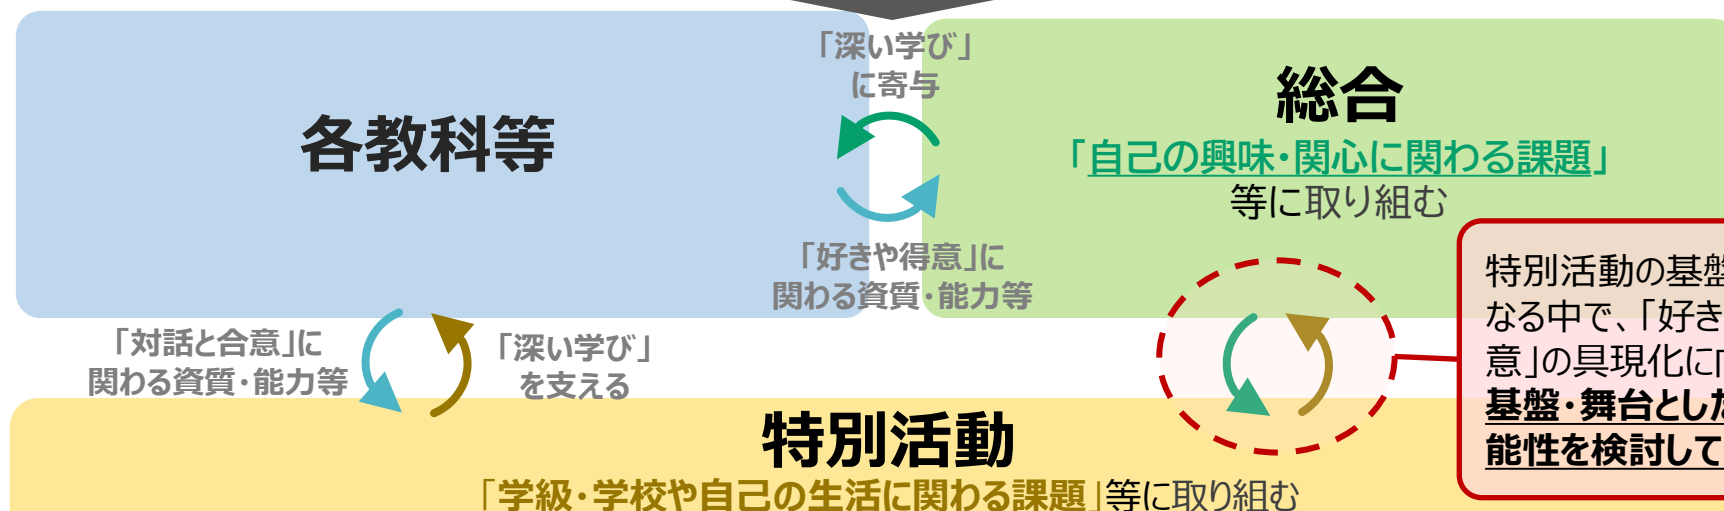 「深い学び」
に寄与
各教科等
総合
「自己の興味・関心に関わる課題」
等に取り組む
「好きや得意」に
関わる資質・能力等
特別活動の基盤
なる中で、「好き
意」の具現化に「
基盤・舞台とした
能性を検討して
「対話と合意」に
関わる資質・能力等
「深い学び」
を支える
特別活動
「学級・学校や自己の生活に関わる課題」等に取り組む